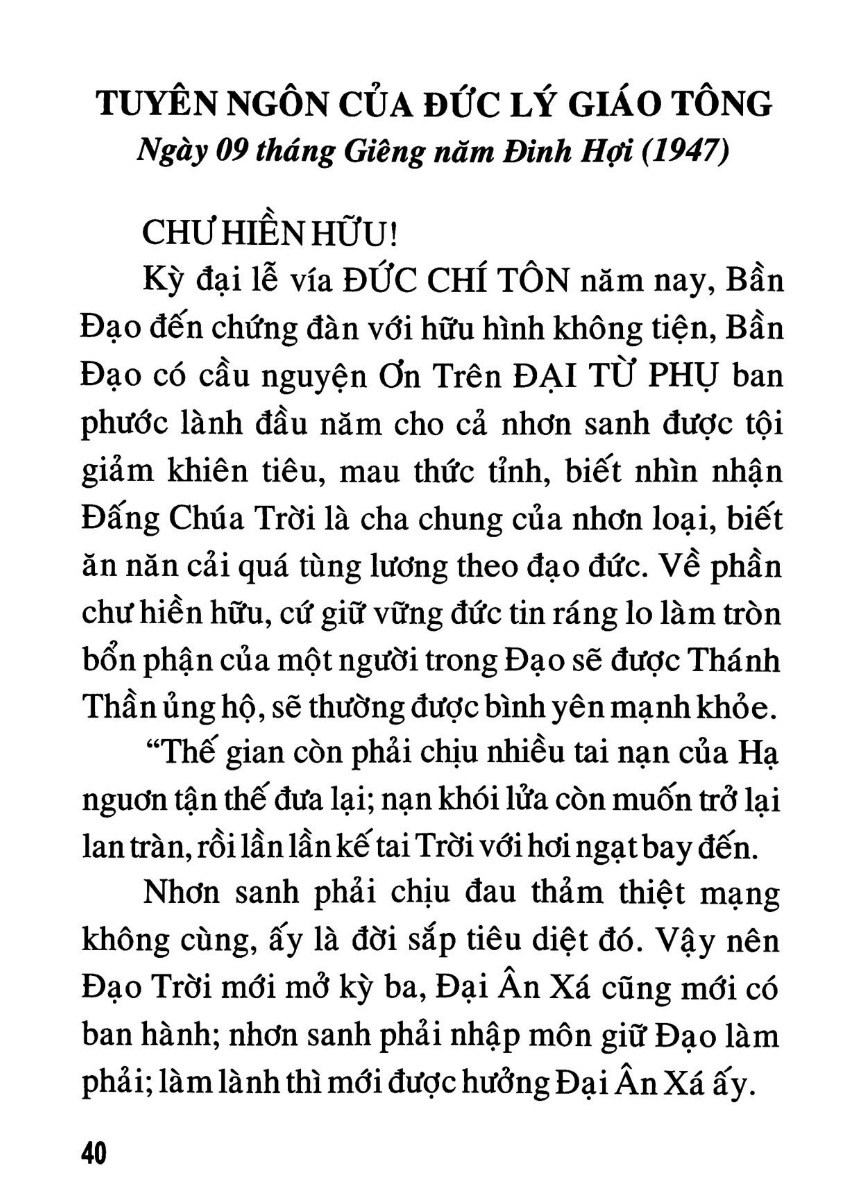 TUYÊN NGÔN CỦA ĐỨC LÝ GIÁO TÔNG
Ngày 09 tháng Giêng năm Đinh Hợi (1947)
CHƯ HIỀN HỮU!
Kỳ đại lễ vía ĐỨC CHÍ TÔN năm nay, Bần
Đạo đến chứng đàn với hữu hình không tiện, Bần
Đạo có cầu nguyện Ơn Trên ĐẠI TỪ PHỤ ban
phước lành đầu năm cho cả nhơn sanh được tội
giảm khiên tiêu, mau thức tỉnh, biết nhìn nhận
Đấng Chúa Trời là cha chung của nhơn loại, biết
ăn năn cải quá tùng lương theo đạo đức. Về phần
chư hiền hữu, cứ giữ vững đức tin ráng lo làm tròn
bổn phận của một người trong Đạo sẽ được Thánh
Thần ủng hộ, sẽ thường được bình yên mạnh khỏe.
“Thế gian còn phải chịu nhiều tai nạn của Hạ
nguơn tận thế đưa lại; nạn khói lửa còn muốn trở lại
lan tràn, rồi lần lần kế tai Trời với hơi ngạt bay đến.
Nhơn sanh phải chịu đau thảm thiệt mạng
không cùng, ấy là đời sắp tiêu diệt đó. Vậy nên
Đạo Trời mới mở kỳ ba, Đại Ân Xá cũng mới có
ban hành; nhơn sanh phải nhập môn giữ Đạo làm
phải; làm lành thì mới được hưởng Đại Ân Xá ấy.
40